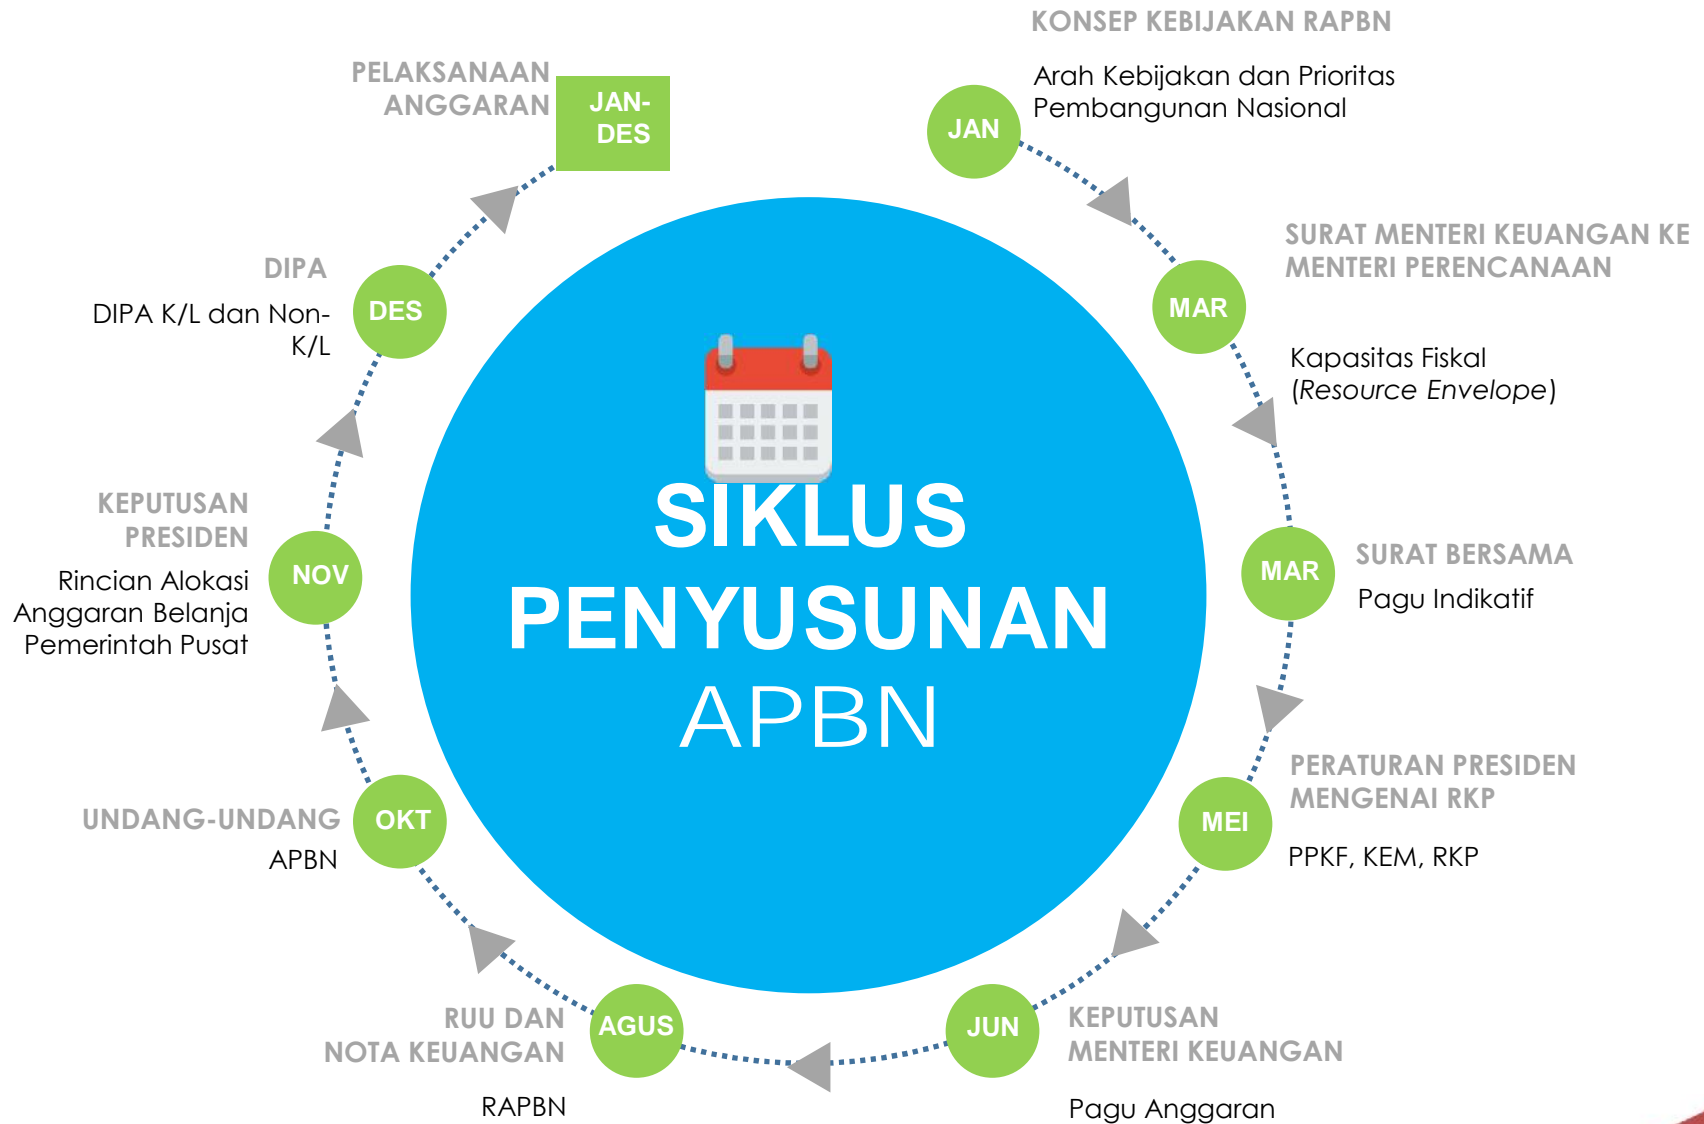 KONSEP KEBIJAKAN RAPBN
Arah Kebijakan dan Prioritas
Pembangunan Nasional
JAN
SURAT MENTERI KEUANGAN KE
MENTERI PERENCANAAN
MAR
Kapasitas Fiskal
(Resource Envelope)
MAR
SURAT BERSAMA
Pagu Indikatif
PERATURAN PRESIDEN
MENGENAI RKP
MEI
PPKF, KEM, RKP
JUN
KEPUTUSAN
MENTERI KEUANGAN
Pagu Anggaran
AGUS
RUU DAN
NOTA KEUANGAN
RAPBN
OKT
UNDANG-UNDANG
APBN
KEPUTUSAN
PRESIDEN
NOV
Rincian Alokasi
Anggaran Belanja
Pemerintah Pusat
DIPA
DES
DIPA K/L dan Non-
K/L
PELAKSANAAN
ANGGARAN
JAN-
DES
SIKLUS
PENYUSUNAN
APBN